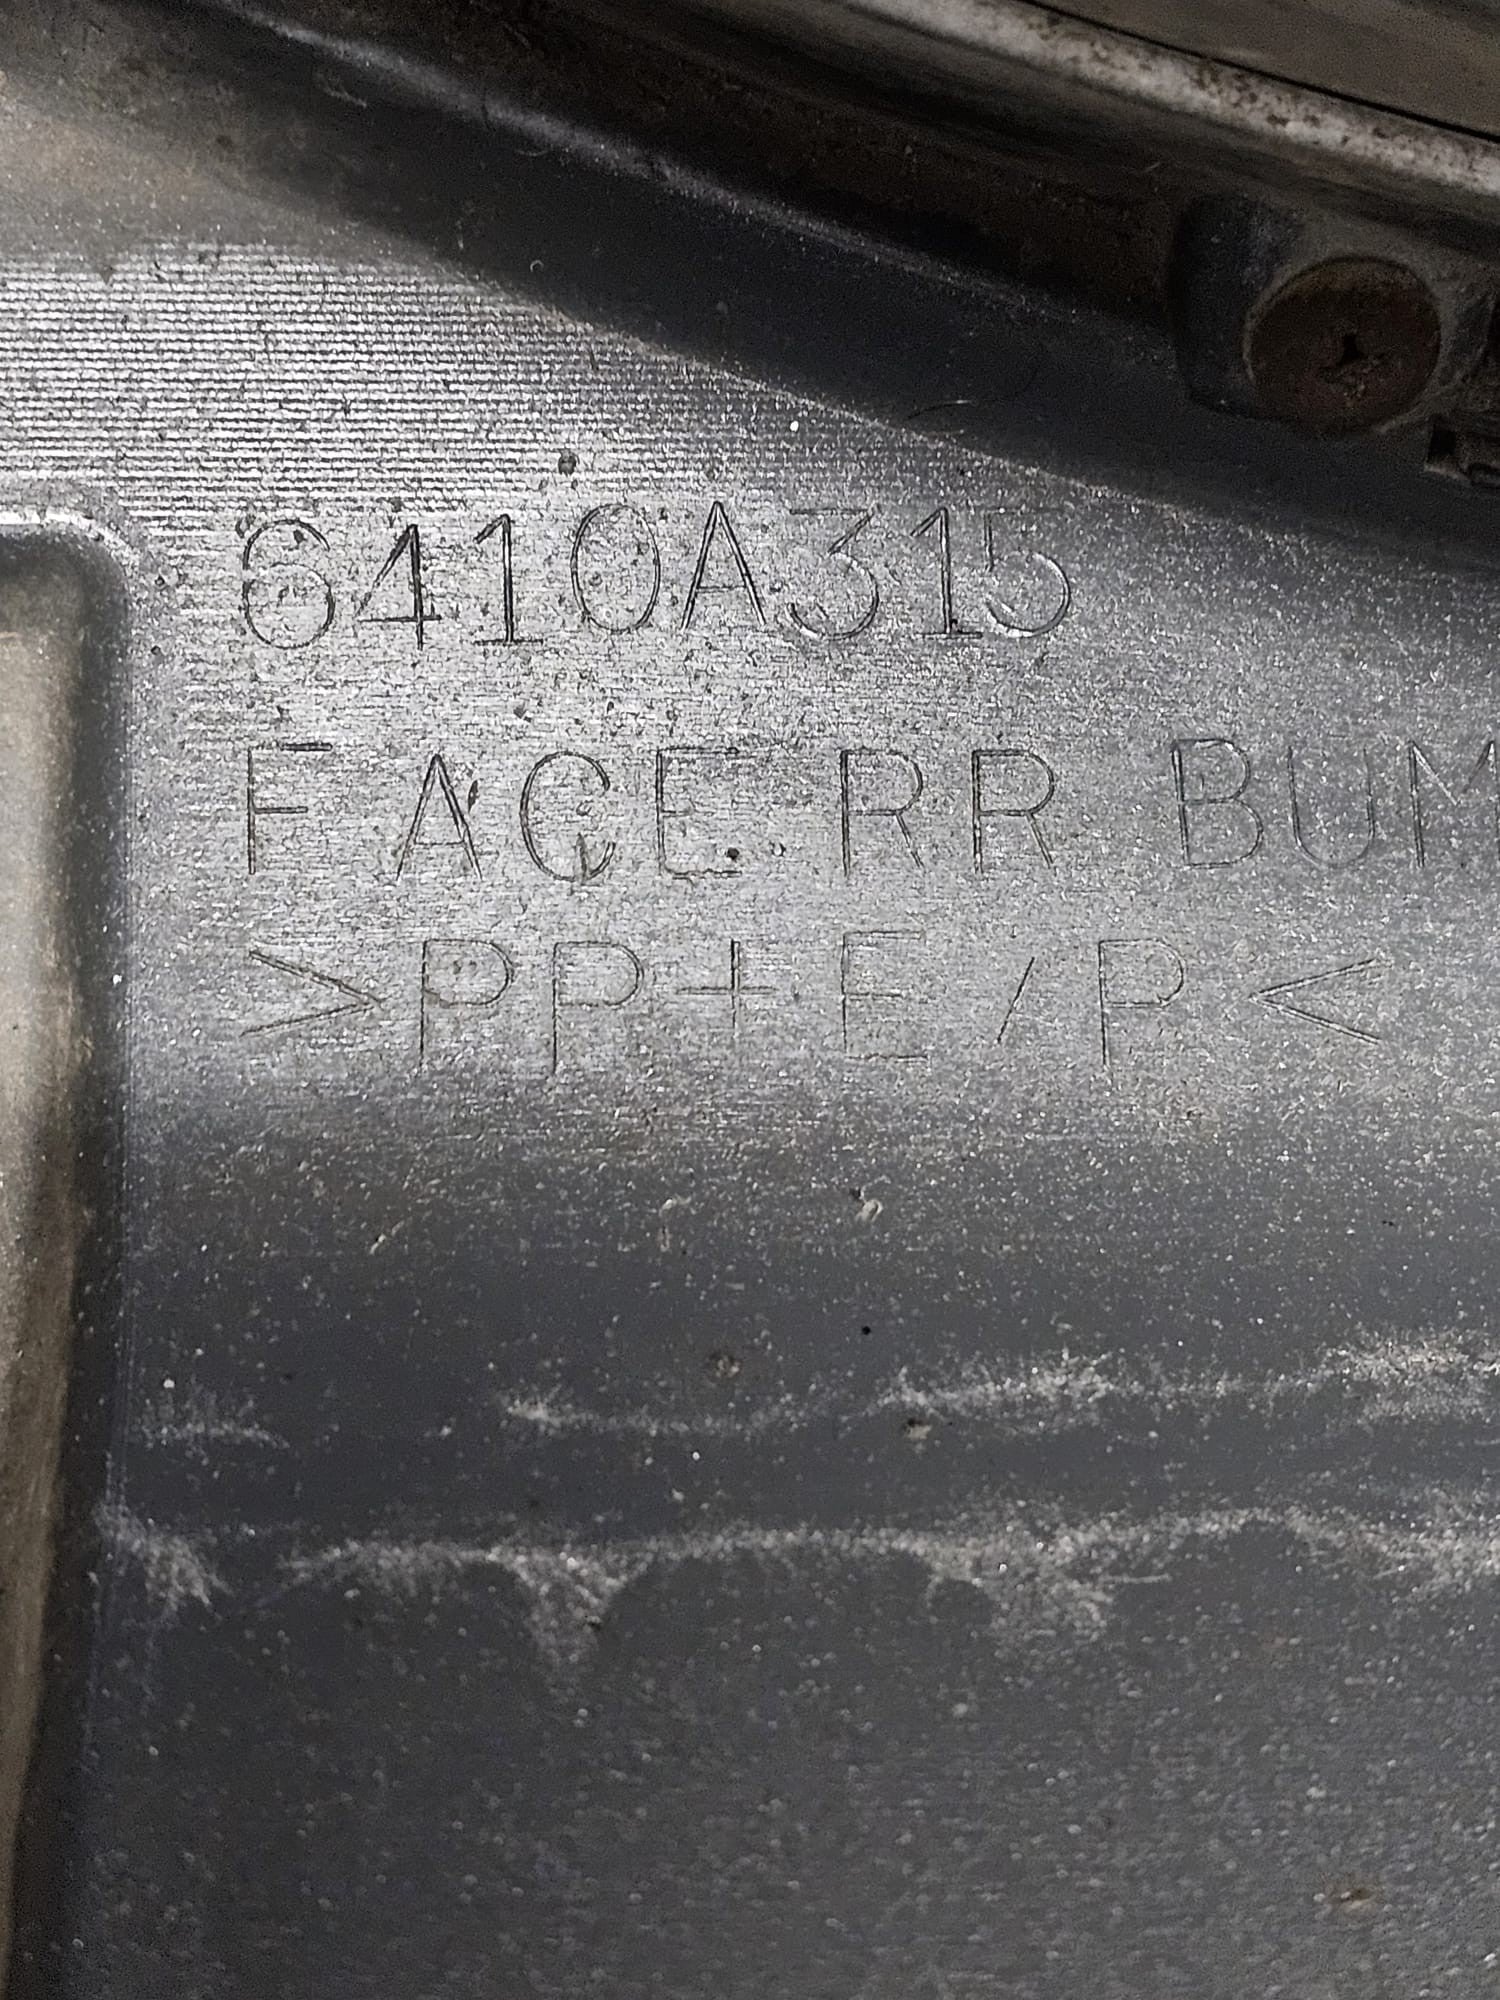 6410A315
FACE RR BUM
>PP+E/P<